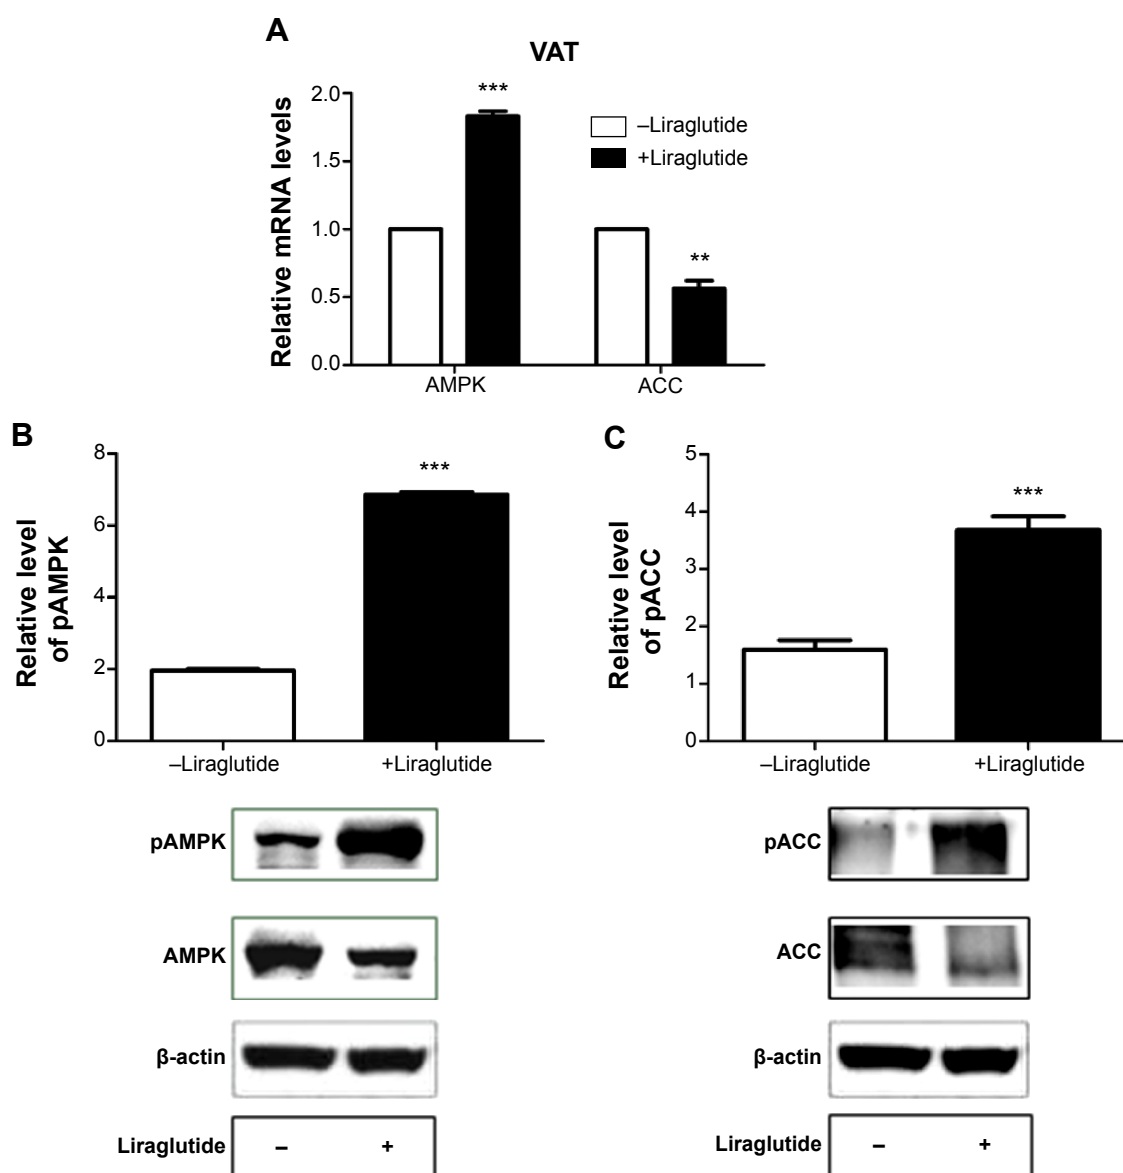 A
VAT
Relative mRNA levels
2.0
1.5
1.0
0.5
0.0
***
**
–Liraglutide
+Liraglutide
AMPK
ACC
B
Relative level
of pAMPK
8
6
4
2
0
***
–Liraglutide
+Liraglutide
pAMPK
AMPK
β-actin
Liraglutide – +
C
Relative level
of pACC
5
4
3
2
1
0
***
–Liraglutide
+Liraglutide
pACC
ACC
β-actin
Liraglutide – +